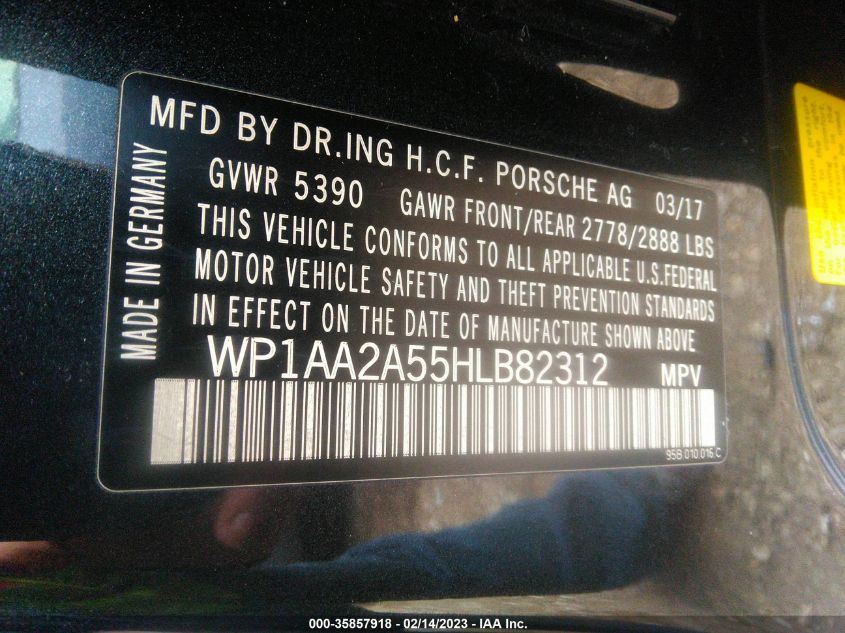 MFD BY DR.ING H.C.F. PORSCHE AG 03/17
GVWR 5390 GAWR FRONT/REAR 2778/2888 LBS
THIS VEHICLE CONFORMS TO ALL APPLICABLE U.S.FEDERAL
MOTOR VEHICLE SAFETY AND THEFT PREVENTION STANDARDS
IN EFFECT ON THE DATE OF MANUFACTURE SHOWN ABOVE
WP1AA2A55HLB82312 MPV
95B.010.016 C
MADE IN GERMANY
000-35857918 - 02/14/2023 - IAA Inc.